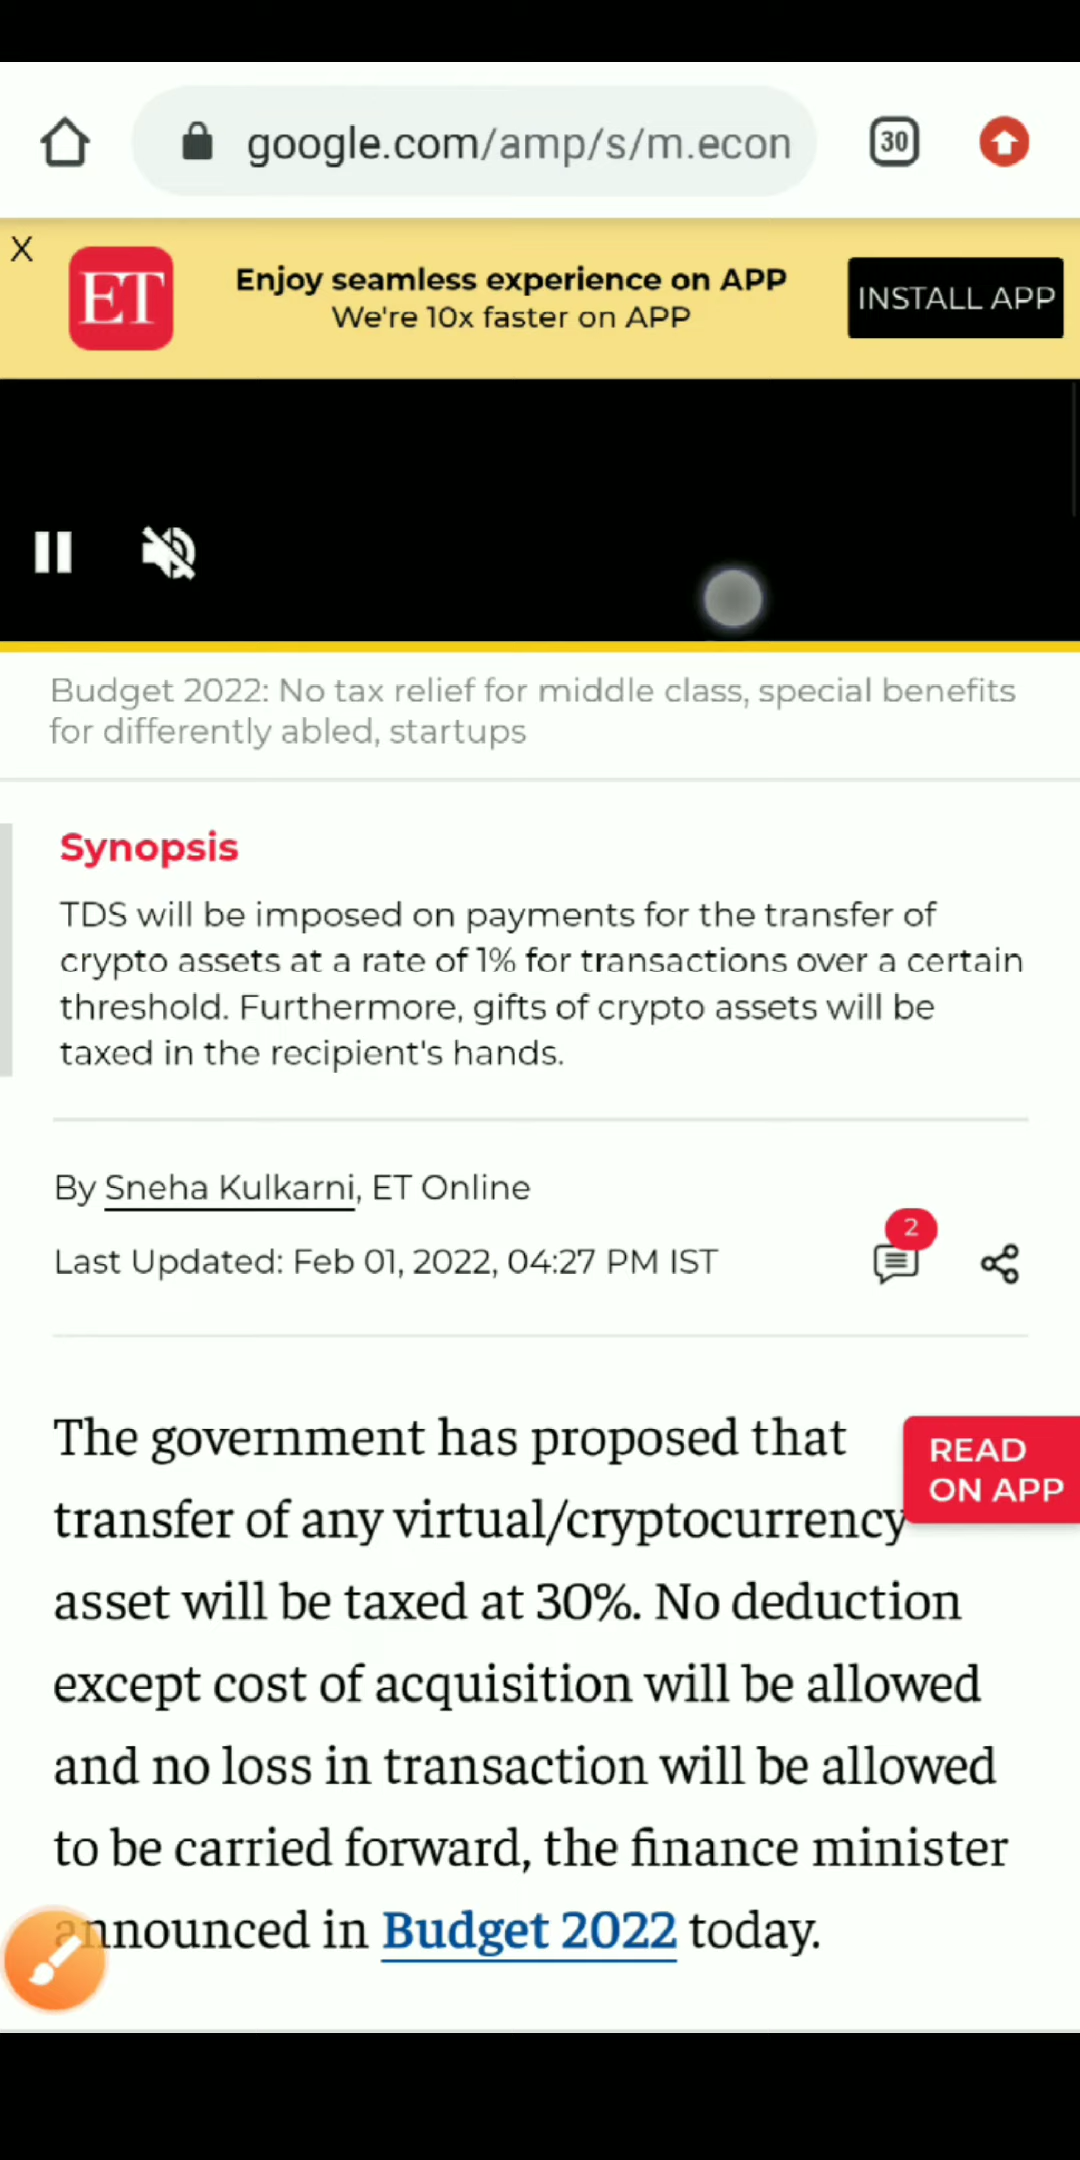 google.com/amp/s/m.econ
30
X
ET
Enjoy seamless experience on APP
We're 10x faster on APP
INSTALL APP
Budget 2022: No tax relief for middle class, special benefits
for differently abled, startups
Synopsis
TDS will be imposed on payments for the transfer of
crypto assets at a rate of 1% for transactions over a certain
threshold. Furthermore, gifts of crypto assets will be
taxed in the recipient's hands.
By Sneha Kulkarni, ET Online
Last Updated: Feb 01, 2022, 04:27 PM IST
2
The government has proposed that
READ
ON APP
transfer of any virtual/cryptocurrency
asset will be taxed at 30%. No deduction
except cost of acquisition will be allowed
and no loss in transaction will be allowed
to be carried forward, the finance minister
announced in Budget 2022 today.